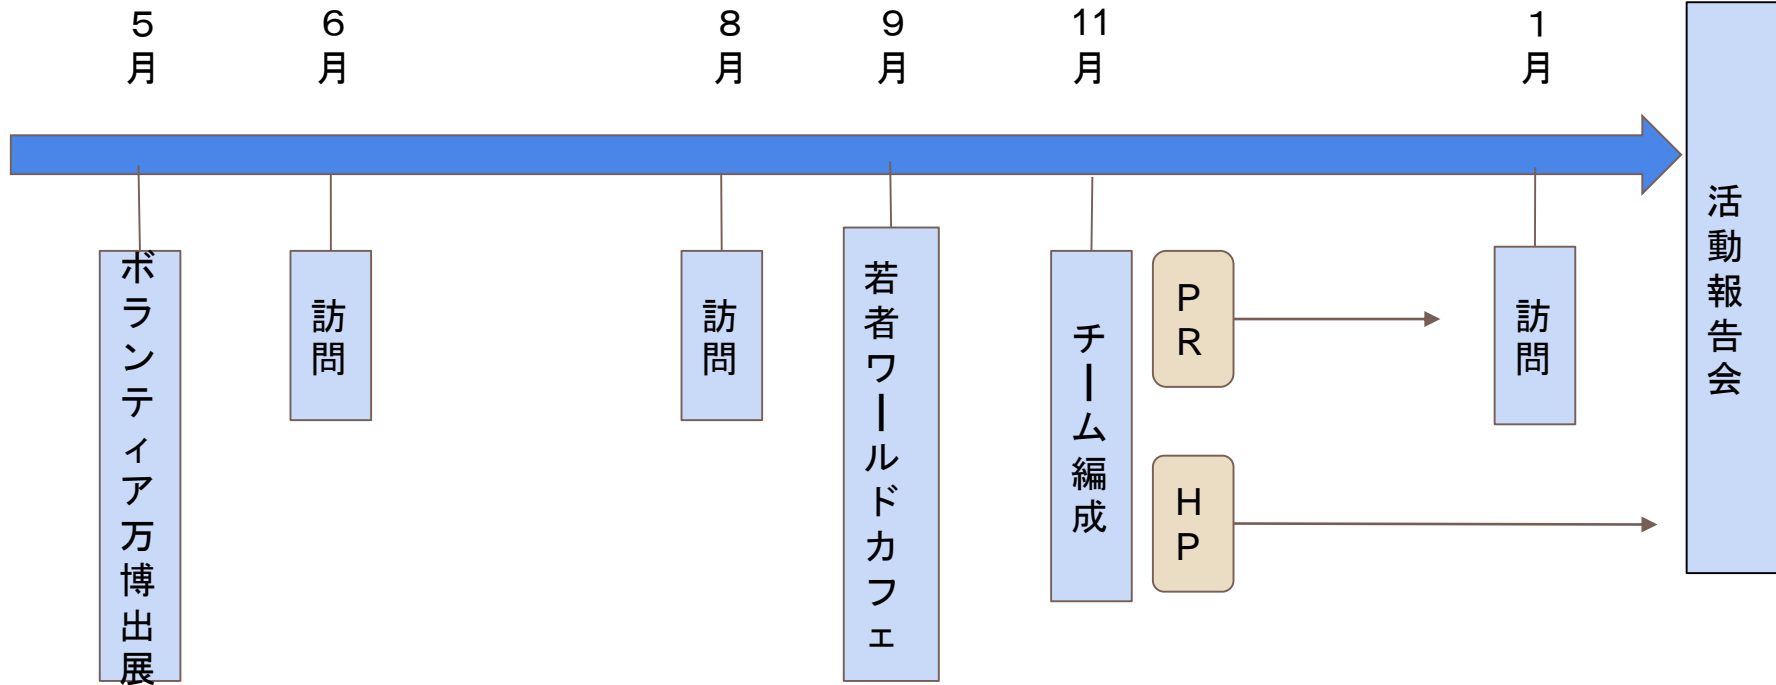 5月
6月
8月
9月
11月
1月
ボランティア万博出展
訪問
訪問
若者ワールドカフェ
チーム編成
PR
HP
訪問
活動報告会